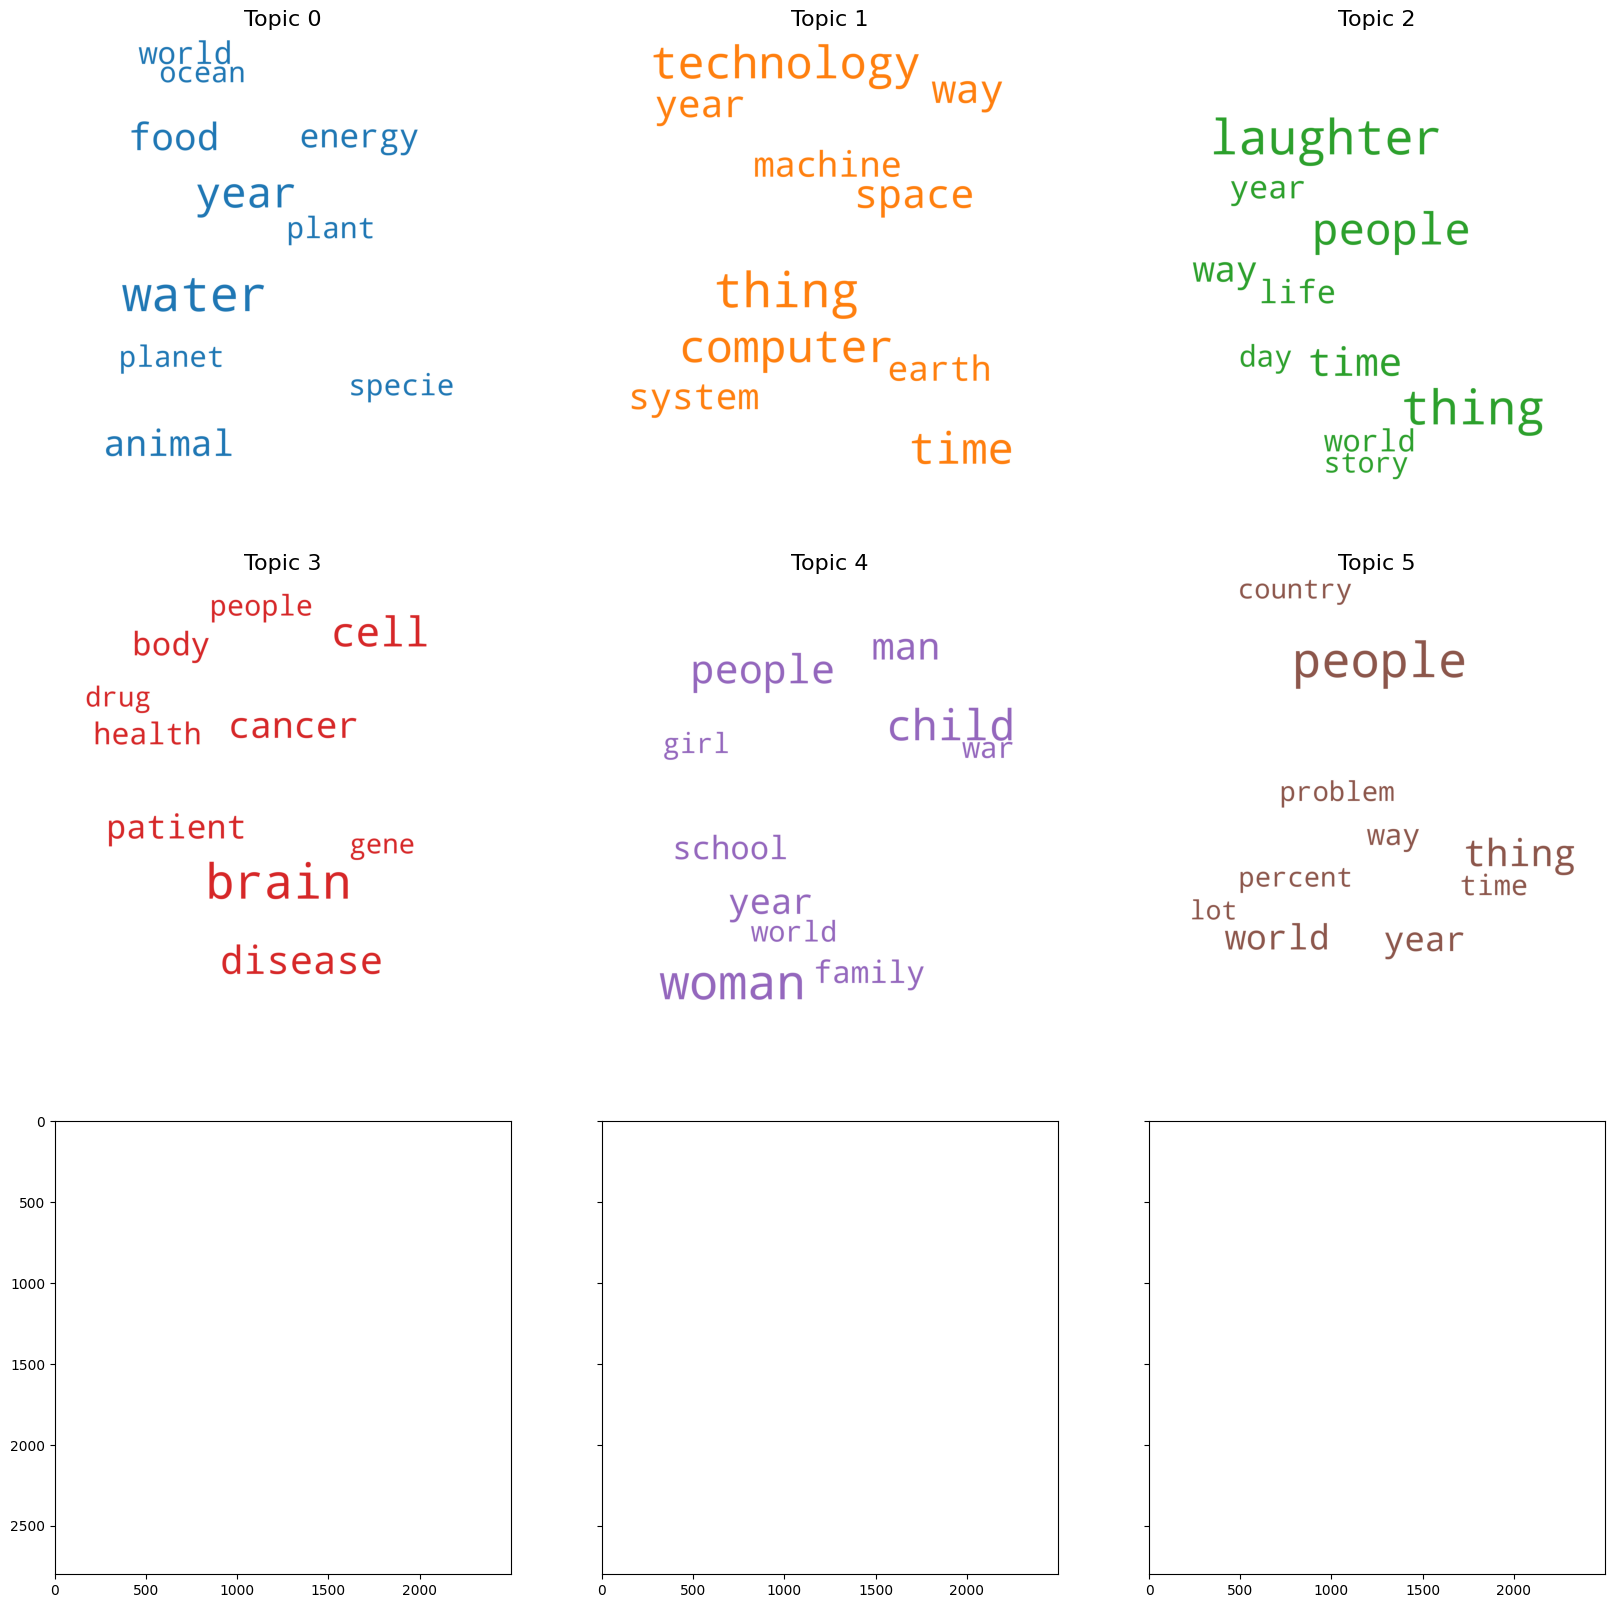 Topic 0
world
ocean
food
energy
year
plant
water
planet
specie
animal
Topic 1
technology
way
year
machine
space
thing
computer
earth
system
time
Topic 2
laughter
year
people
way
life
day
time
thing
world
story
Topic 3
people
cell
body
drug
health
cancer
patient
gene
brain
disease
Topic 4
man
people
child
girl
war
school
year
world
family
woman
Topic 5
country
people
problem
way
thing
percent
time
lot
world
year
0
500
1000
1500
2000
2500
0 500 1000 1500 2000
0 500 1000 1500 2000
0 500 1000 1500 2000